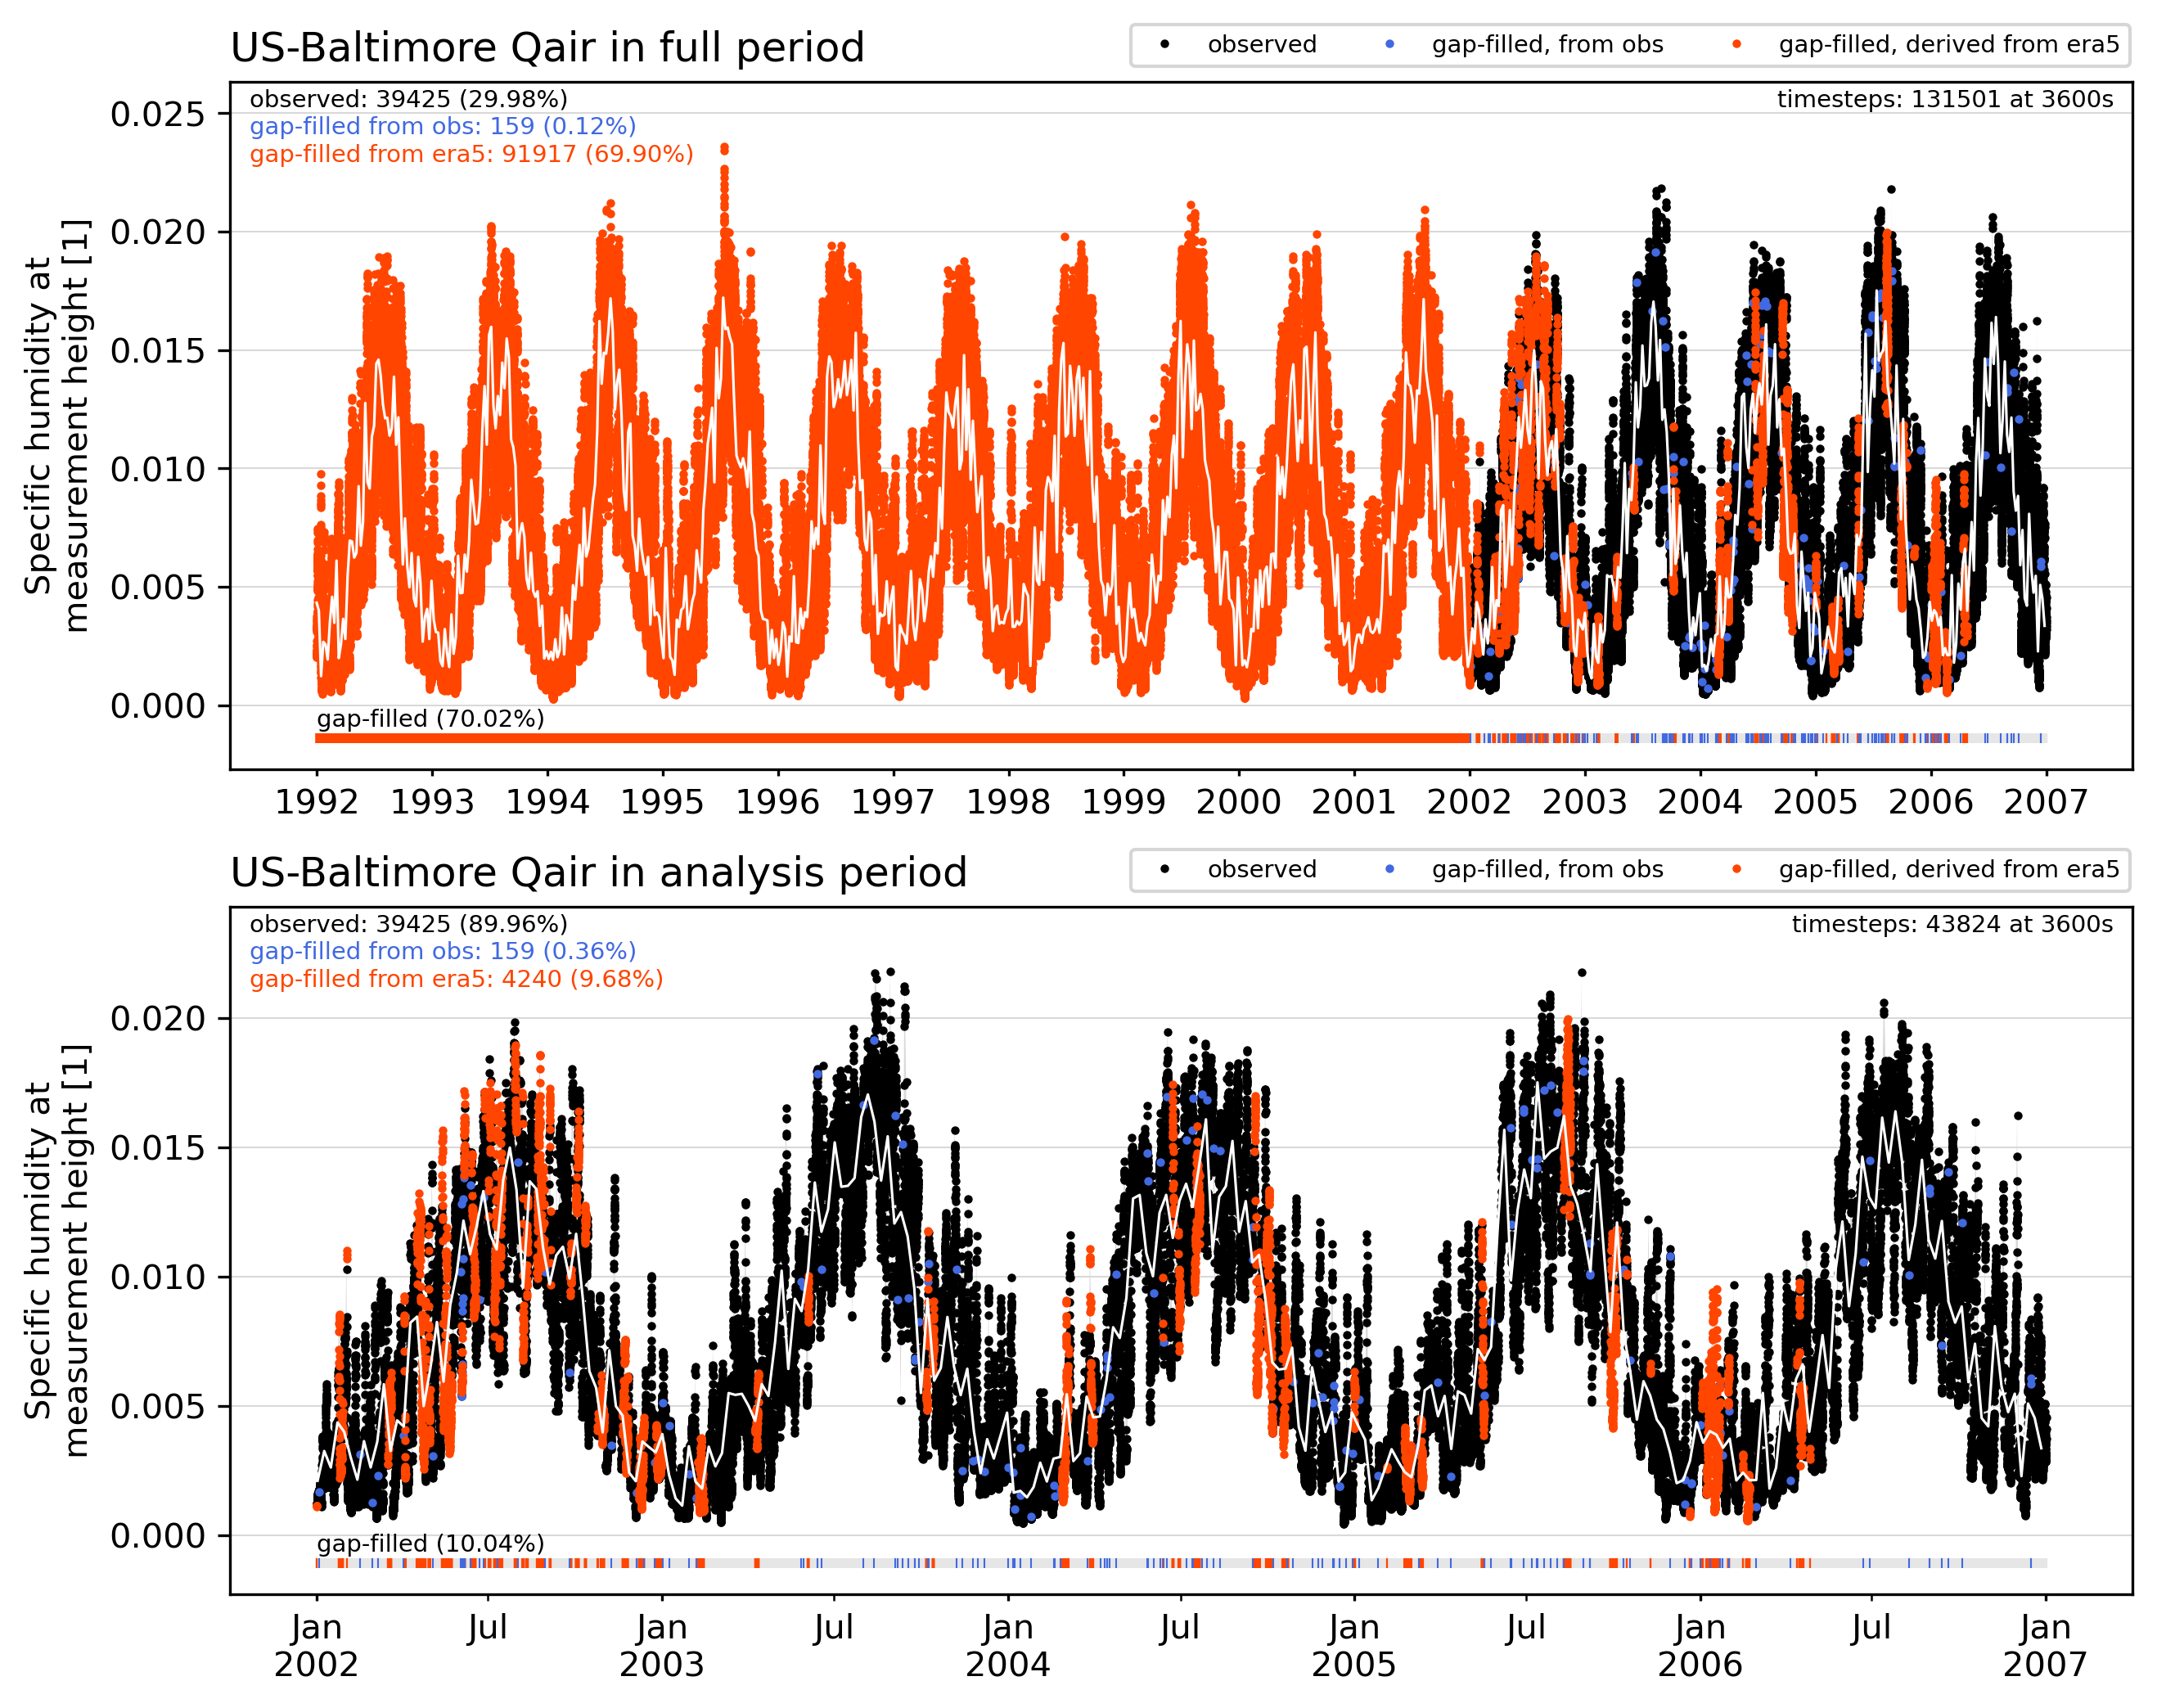 US-Baltimore Qair in full period
observed gap-filled, from obs gap-filled, derived from era5
observed: 39425 (29.98%)
gap-filled from obs: 159 (0.12%)
gap-filled from era5: 91917 (69.90%)
timesteps: 131501 at 3600s
Specific humidity at
measurement height [1]
0.025
0.020
0.015
0.010
0.005
0.000
gap-filled (70.02%)
1992 1993 1994 1995 1996 1997 1998 1999 2000 2001 2002 2003 2004 2005 2006 2007
US-Baltimore Qair in analysis period
observed gap-filled, from obs gap-filled, derived from era5
observed: 39425 (89.96%)
gap-filled from obs: 159 (0.36%)
gap-filled from era5: 4240 (9.68%)
timesteps: 43824 at 3600s
Specific humidity at
measurement height [1]
0.020
0.015
0.010
0.005
0.000
gap-filled (10.04%)
Jan Jul Jan Jul Jan Jul Jan Jul Jan Jul Jan
2002 2003 2004 2005 2006 2007